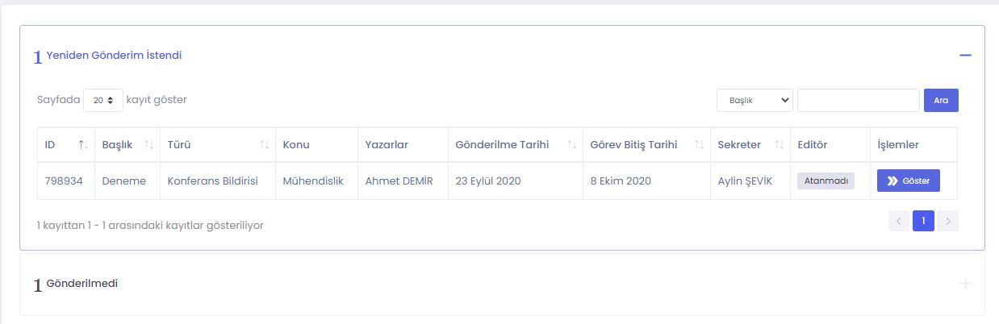 1 Yeniden Gönderim İstendi
Sayfada 20 kayıt göster Başlık Ara
ID Başlık Türü Konu Yazarlar Gönderilme Tarihi Görev Bitiş Tarihi Sekreter Editör İşlemler
798934 Deneme Konferans Bildirisi Mühendislik Ahmet DEMİR 23 Eylül 2020 8 Ekim 2020 Aylin ŞEVİK Atanmadı Göster
1 kayıttan 1 - 1 arasındaki kayıtlar gösteriliyor 1
1 Gönderilmedi